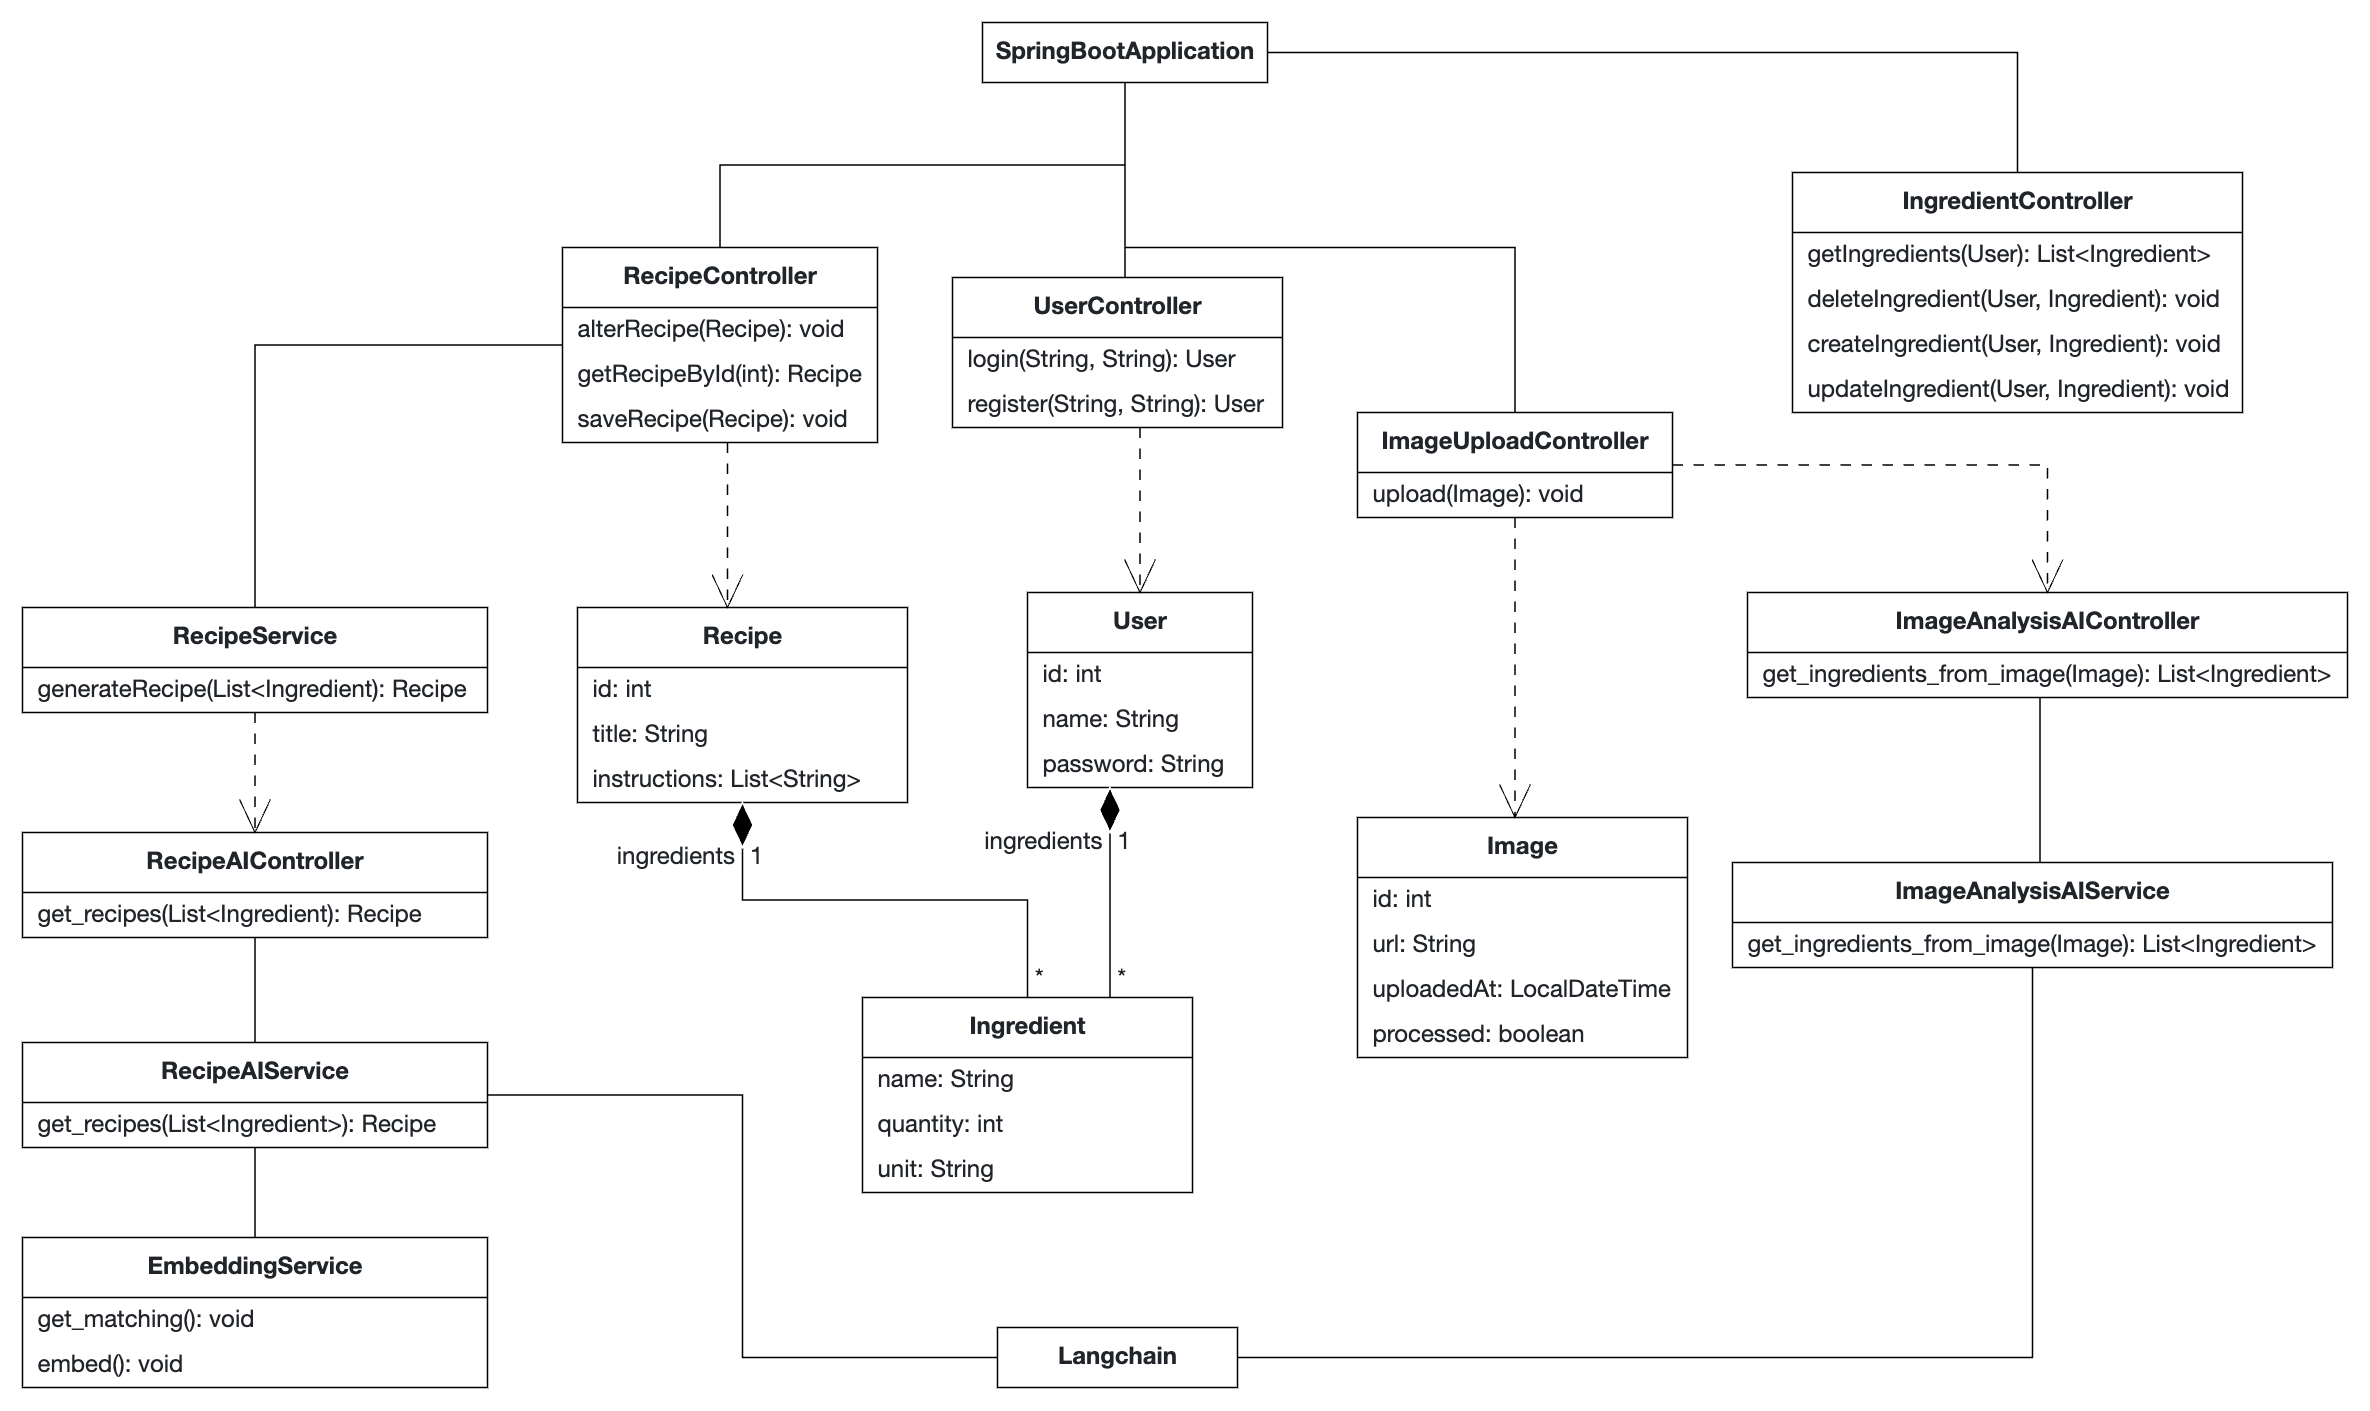 SpringBootApplication
IngredientController
getIngredients(User): List<Ingredient>
deleteIngredient(User, Ingredient): void
createIngredient(User, Ingredient): void
updateIngredient(User, Ingredient): void
RecipeController
alterRecipe(Recipe): void
getRecipeById(int): Recipe
saveRecipe(Recipe): void
UserController
login(String, String): User
register(String, String): User
ImageUploadController
upload(Image): void
RecipeService
generateRecipe(List<Ingredient): Recipe
Recipe
id: int
title: String
instructions: List<String>
User
id: int
name: String
password: String
ImageAnalysisAIController
get_ingredients_from_image(Image): List<Ingredient>
ingredients 1
ingredients 1
RecipeAIController
get_recipes(List<Ingredient): Recipe
Image
id: int
url: String
uploadedAt: LocalDateTime
processed: boolean
ImageAnalysisAIService
get_ingredients_from_image(Image): List<Ingredient>
* *
Ingredient
name: String
quantity: int
unit: String
RecipeAIService
get_recipes(List<Ingredient>): Recipe
EmbeddingService
get_matching(): void
embed(): void
Langchain